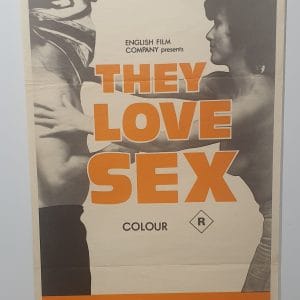 ENGLISH FILM
COMPANY presents
THEY
LOVE
SEX
COLOUR R